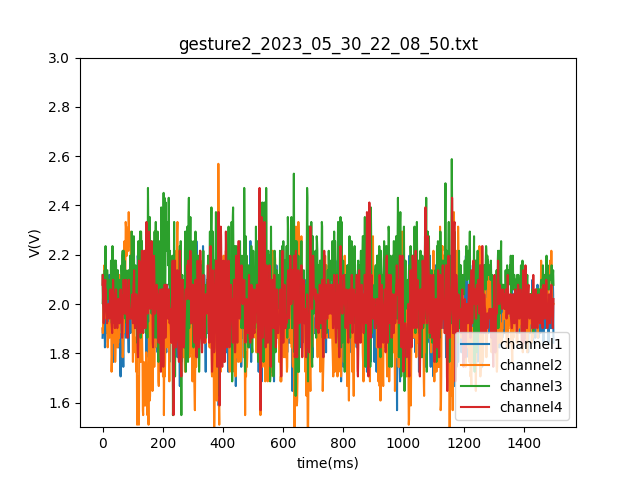 gesture2_2023_05_30_22_08_50.txt
3.0
2.8
2.6
2.4
2.2
2.0
1.8
1.6
V(V)
channel1
channel2
channel3
channel4
0 200 400 600 800 1000 1200 1400
time(ms)